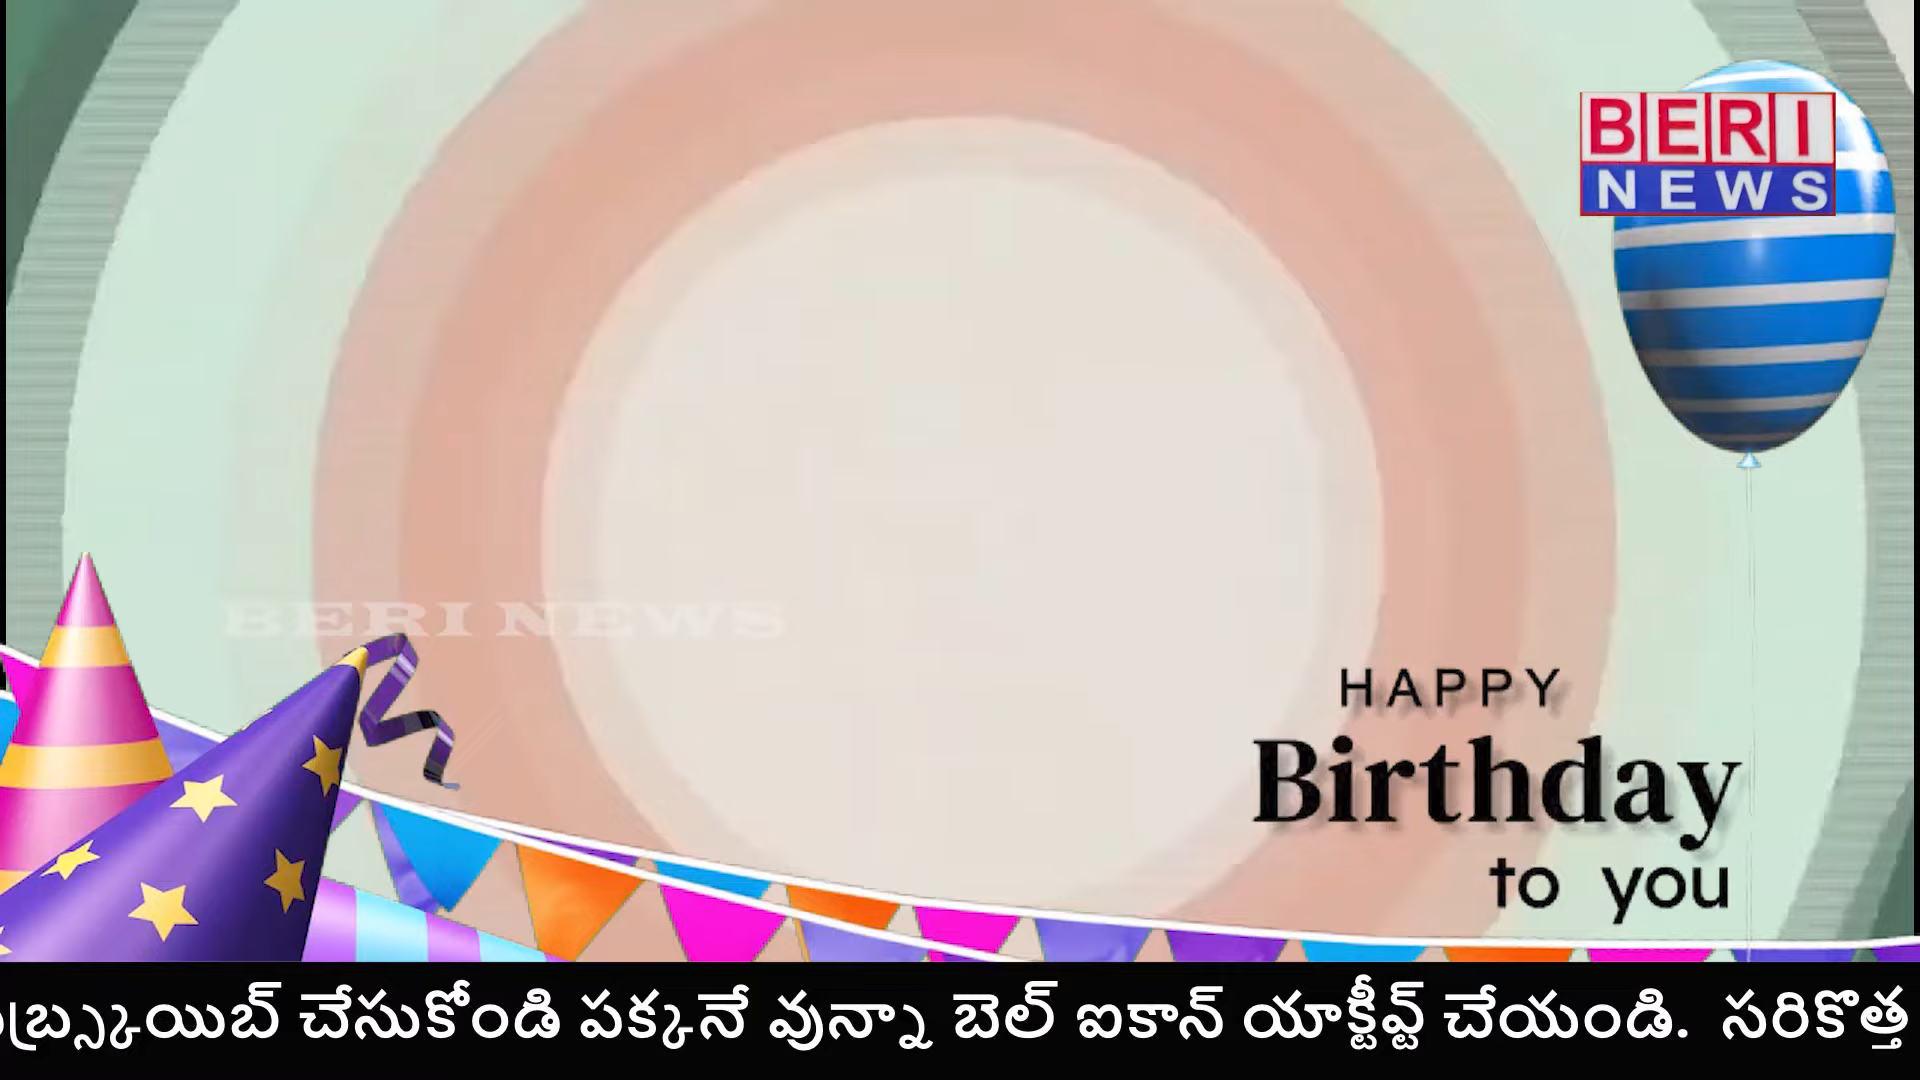 BERI
NEWS
BERI NEWS
HAPPY
Birthday
to you
చేసుకోండి పక్కనే వున్నా బెల్ ఐకాన్ యాక్టీవ్ట్ చేయండి. సరికొత్త